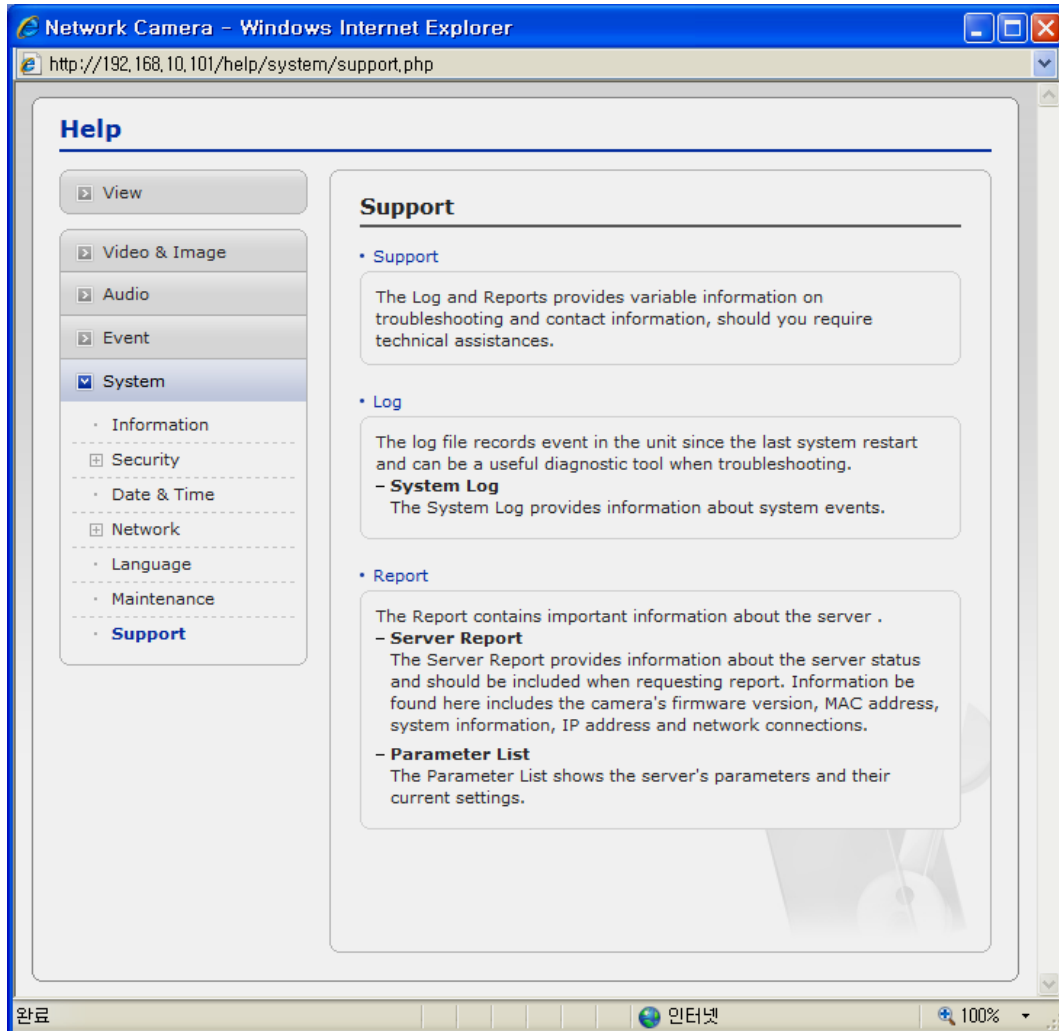 Network Camera - Windows Internet Explorer
http://192,168,10,101/help/system/support,php
Help
View
Video & Image
Audio
Event
System
· Information
Security
· Date & Time
Network
· Language
· Maintenance
· Support
Support
• Support
The Log and Reports provides variable information on
troubleshooting and contact information, should you require
technical assistances.
• Log
The log file records event in the unit since the last system restart
and can be a useful diagnostic tool when troubleshooting.
– System Log
The System Log provides information about system events.
• Report
The Report contains important information about the server .
– Server Report
The Server Report provides information about the server status
and should be included when requesting report. Information be
found here includes the camera's firmware version, MAC address,
system information, IP address and network connections.
– Parameter List
The Parameter List shows the server's parameters and their
current settings.
완료
인터넷
100%